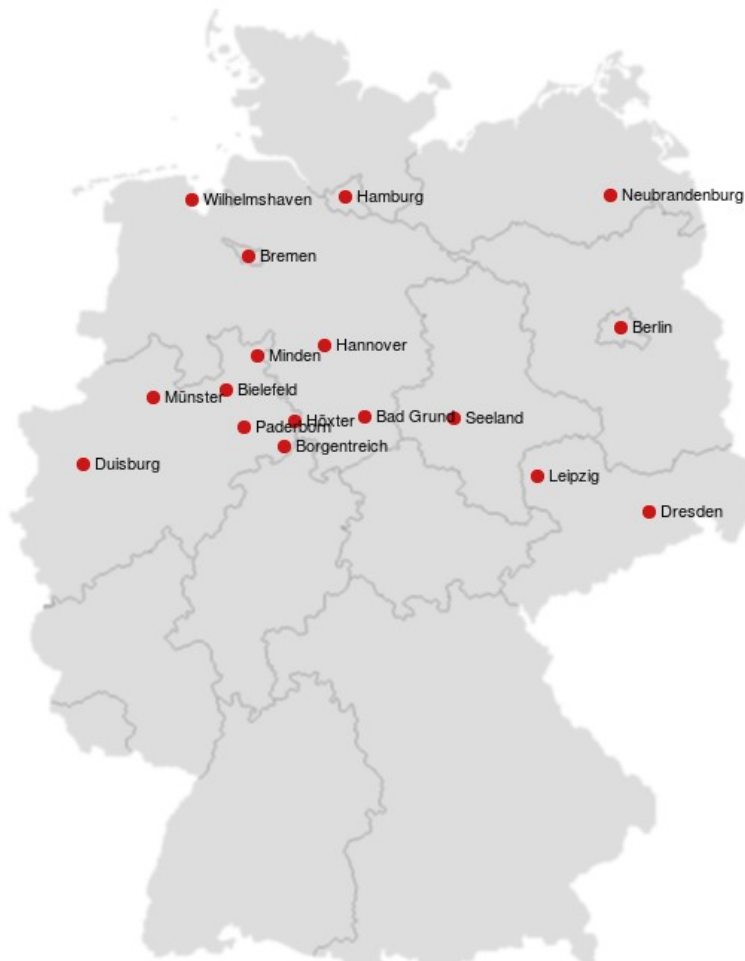 Neubrandenburg
Hamburg
Wilhelmshaven
Bremen
Berlin
Hannover
Minden
Bielefeld
Münster
Bad Grund
Seeland
Höxter
Paderborn
Borgentreich
Duisburg
Leipzig
Dresden